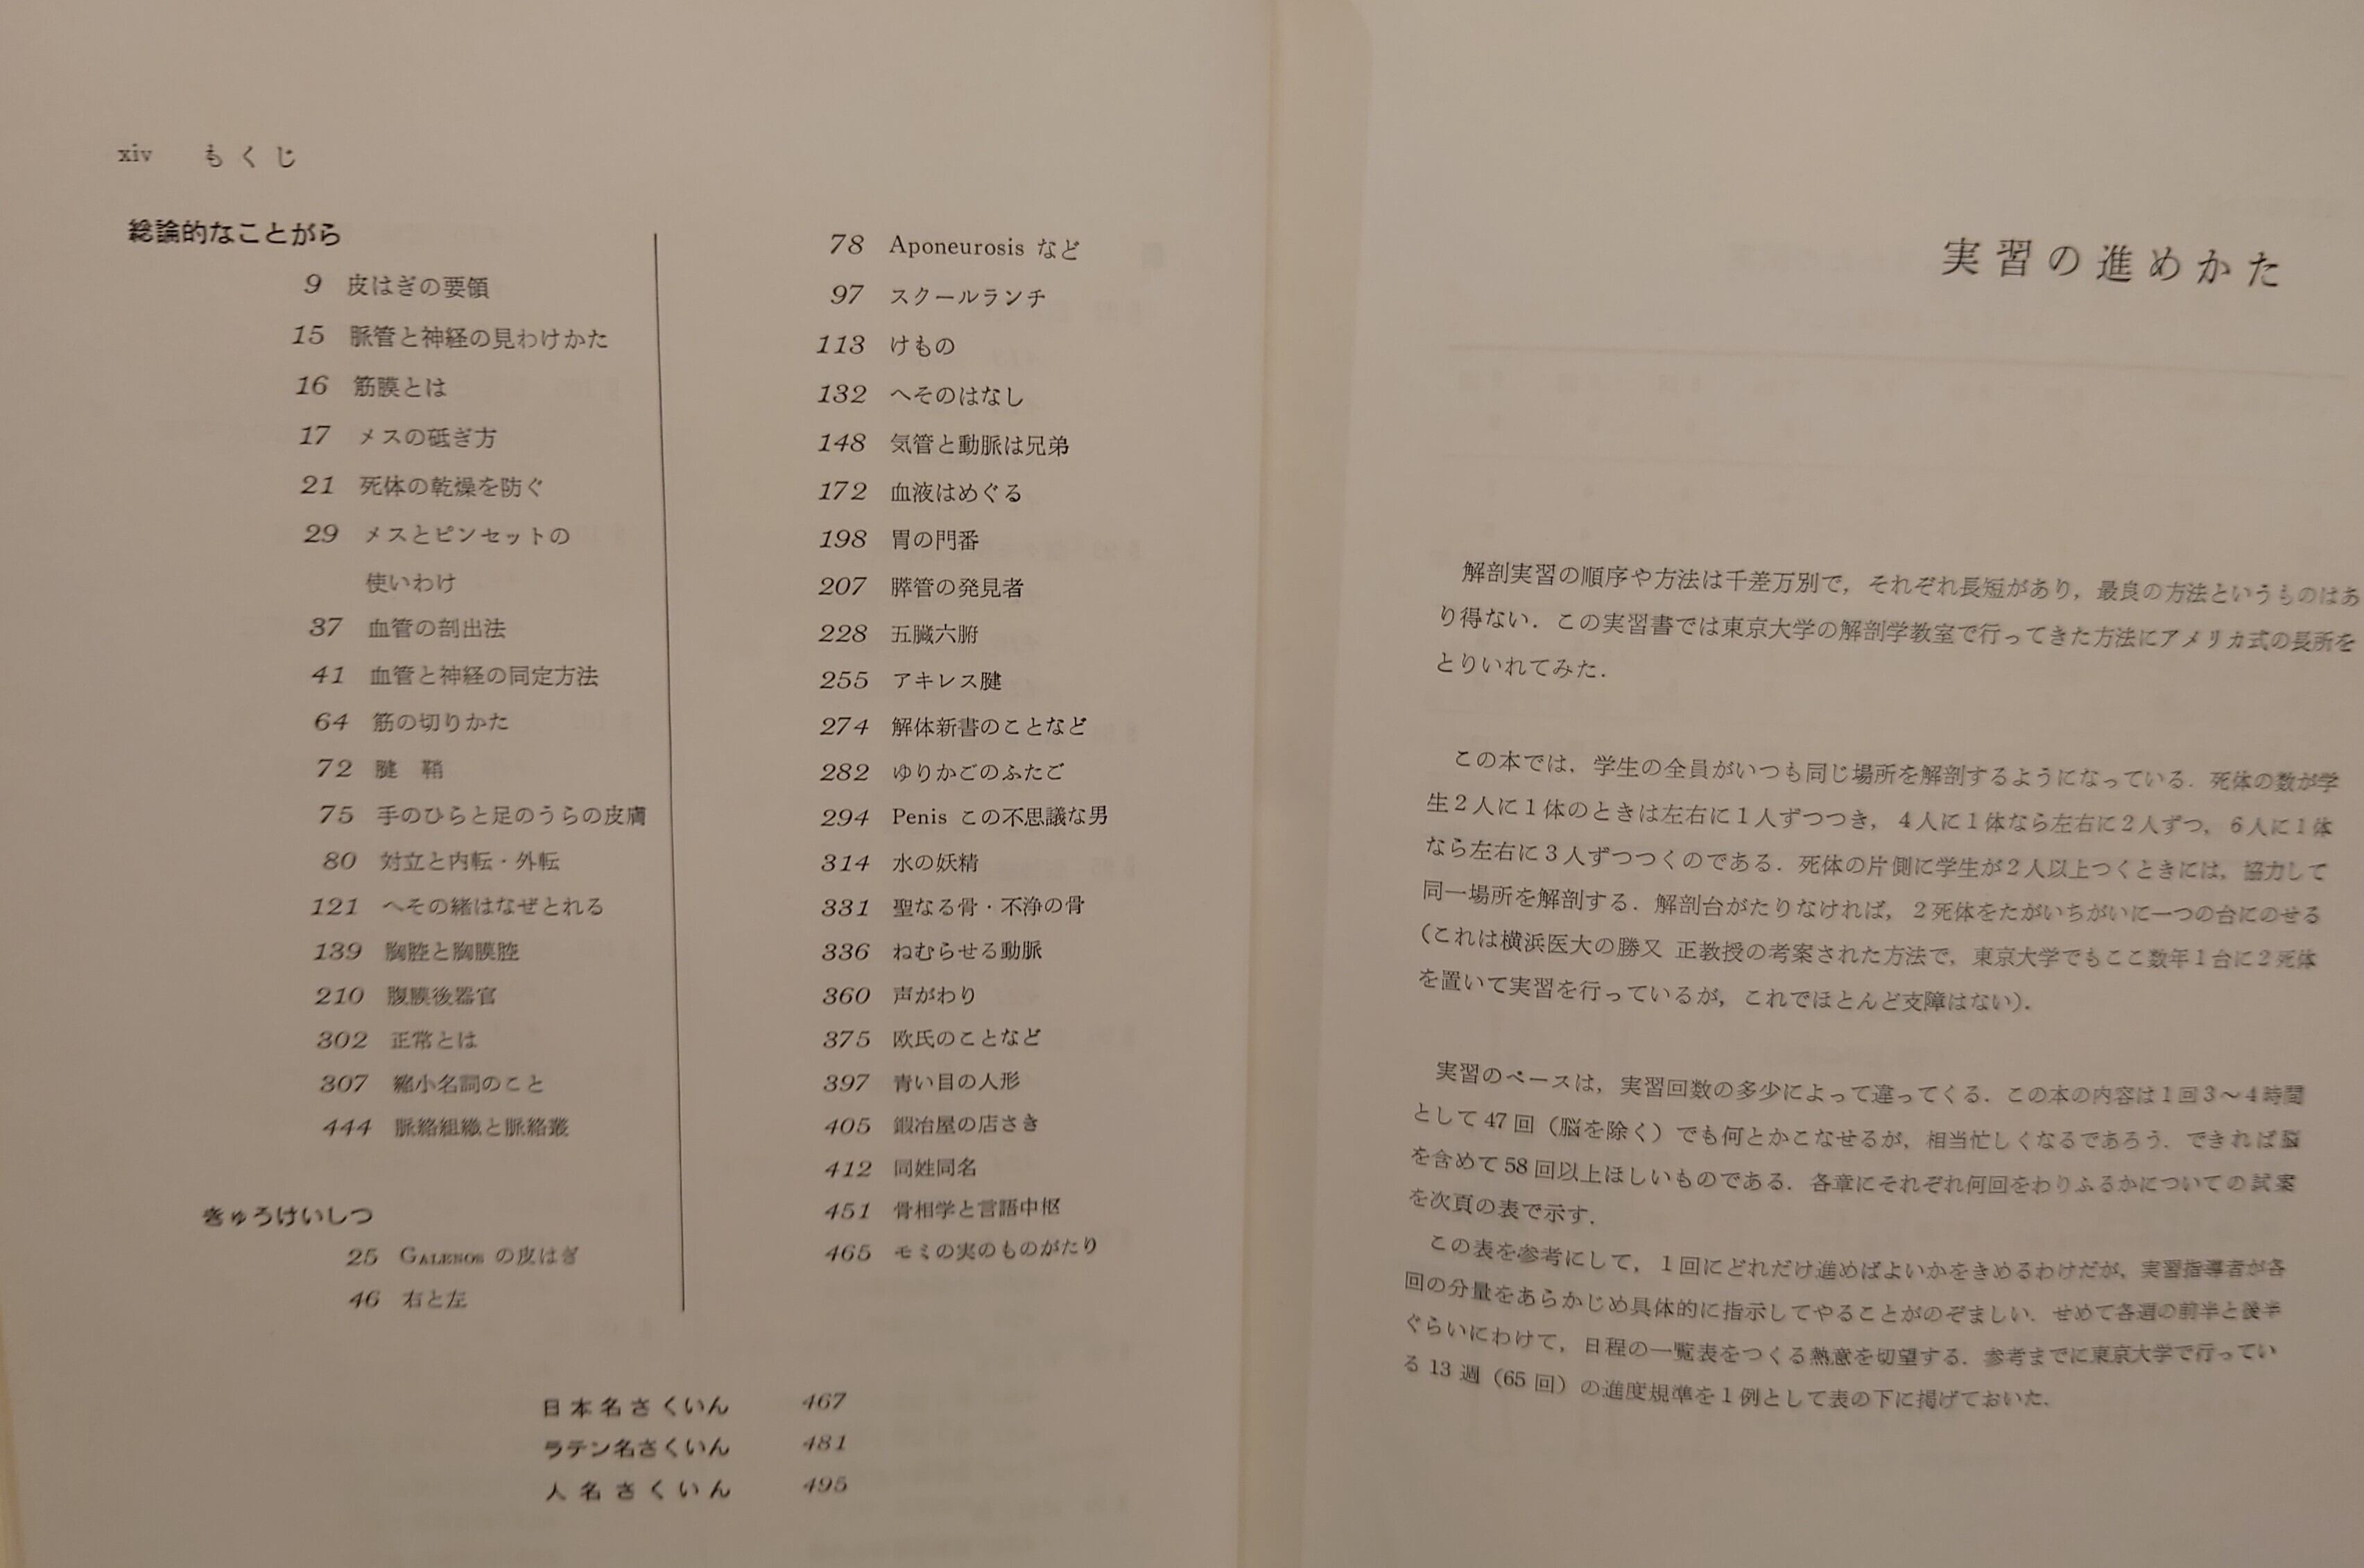 xiv もくじ
総論的なことがら
9 皮はぎの要領
15 脈管と神経の見わけかた
16 筋膜とは
17 メスの砥ぎ方
21 死体の乾燥を防ぐ
29 メスとピンセットの
使いわけ
37 血管の剖出法
41 血管と神経の同定方法
64 筋の切りかた
72 腱 鞘
75 手のひらと足のうらの皮膚
80 対立と内転・外転
121 へその緒はなぜとれる
139 胸腔と胸膜腔
210 腹膜後器官
302 正常とは
307 縮小名詞のこと
444 脈絡組織と脈絡叢
きゅうけいしつ
25 GALENOS の皮はぎ
46 右と左
78 Aponeurosis など
97 スクールランチ
113 けもの
132 へそのはなし
148 気管と動脈は兄弟
172 血液はめぐる
198 胃の門番
207 膵管の発見者
228 五臓六腑
255 アキレス腱
274 解体新書のことなど
282 ゆりかごのふたご
294 Penis この不思議な男
314 水の妖精
331 聖なる骨・不浄の骨
336 ねむらせる動脈
360 声がわり
375 欧氏のことなど
397 青い目の人形
405 鍛冶屋の店さき
412 同姓同名
451 骨相学と言語中枢
465 モミの実のものがたり
日本名さくいん 467
ラテン名さくいん 481
人名さくいん 495
実習の進めかた
解剖実習の順序や方法は千差万別で，それぞれ長短があり，最良の方法というものはあ
り得ない．この実習書では東京大学の解剖学教室で行ってきた方法にアメリカ式の長所を
とりいれてみた．
この本では，学生の全員がいつも同じ場所を解剖するようになっている．死体の数が学
生2人に1体のときは左右に1人ずつつき，4人に1体なら左右に2人ずつ，6人に1体
なら左右に3人ずつつくのである．死体の片側に学生が2人以上つくときには，協力して
同一場所を解剖する．解剖台がたりなければ，2死体をたがいちがいに一つの台にのせる
（これは横浜医大の勝又 正教授の考案された方法で，東京大学でもここ数年1台に2死体
を置いて実習を行っているが，これでほとんど支障はない）．
実習のペースは，実習回数の多少によって違ってくる．この本の内容は1回3〜4時間
として47回（脳を除く）でも何とかこなせるが，相当忙しくなるであろう．できれば脳
を含めて58回以上ほしいものである．各章にそれぞれ何回をわりふるかについての試案
を次頁の表で示す．
この表を参考にして，1回にどれだけ進めばよいかをきめるわけだが，実習指導者が各
回の分量をあらかじめ具体的に指示してやることがのぞましい．せめて各週の前半と後半
ぐらいにわけて，日程の一覧表をつくる熱意を切望する．参考までに東京大学で行ってい
る13週（65回）の進度規準を1例として表の下に掲げておいた．